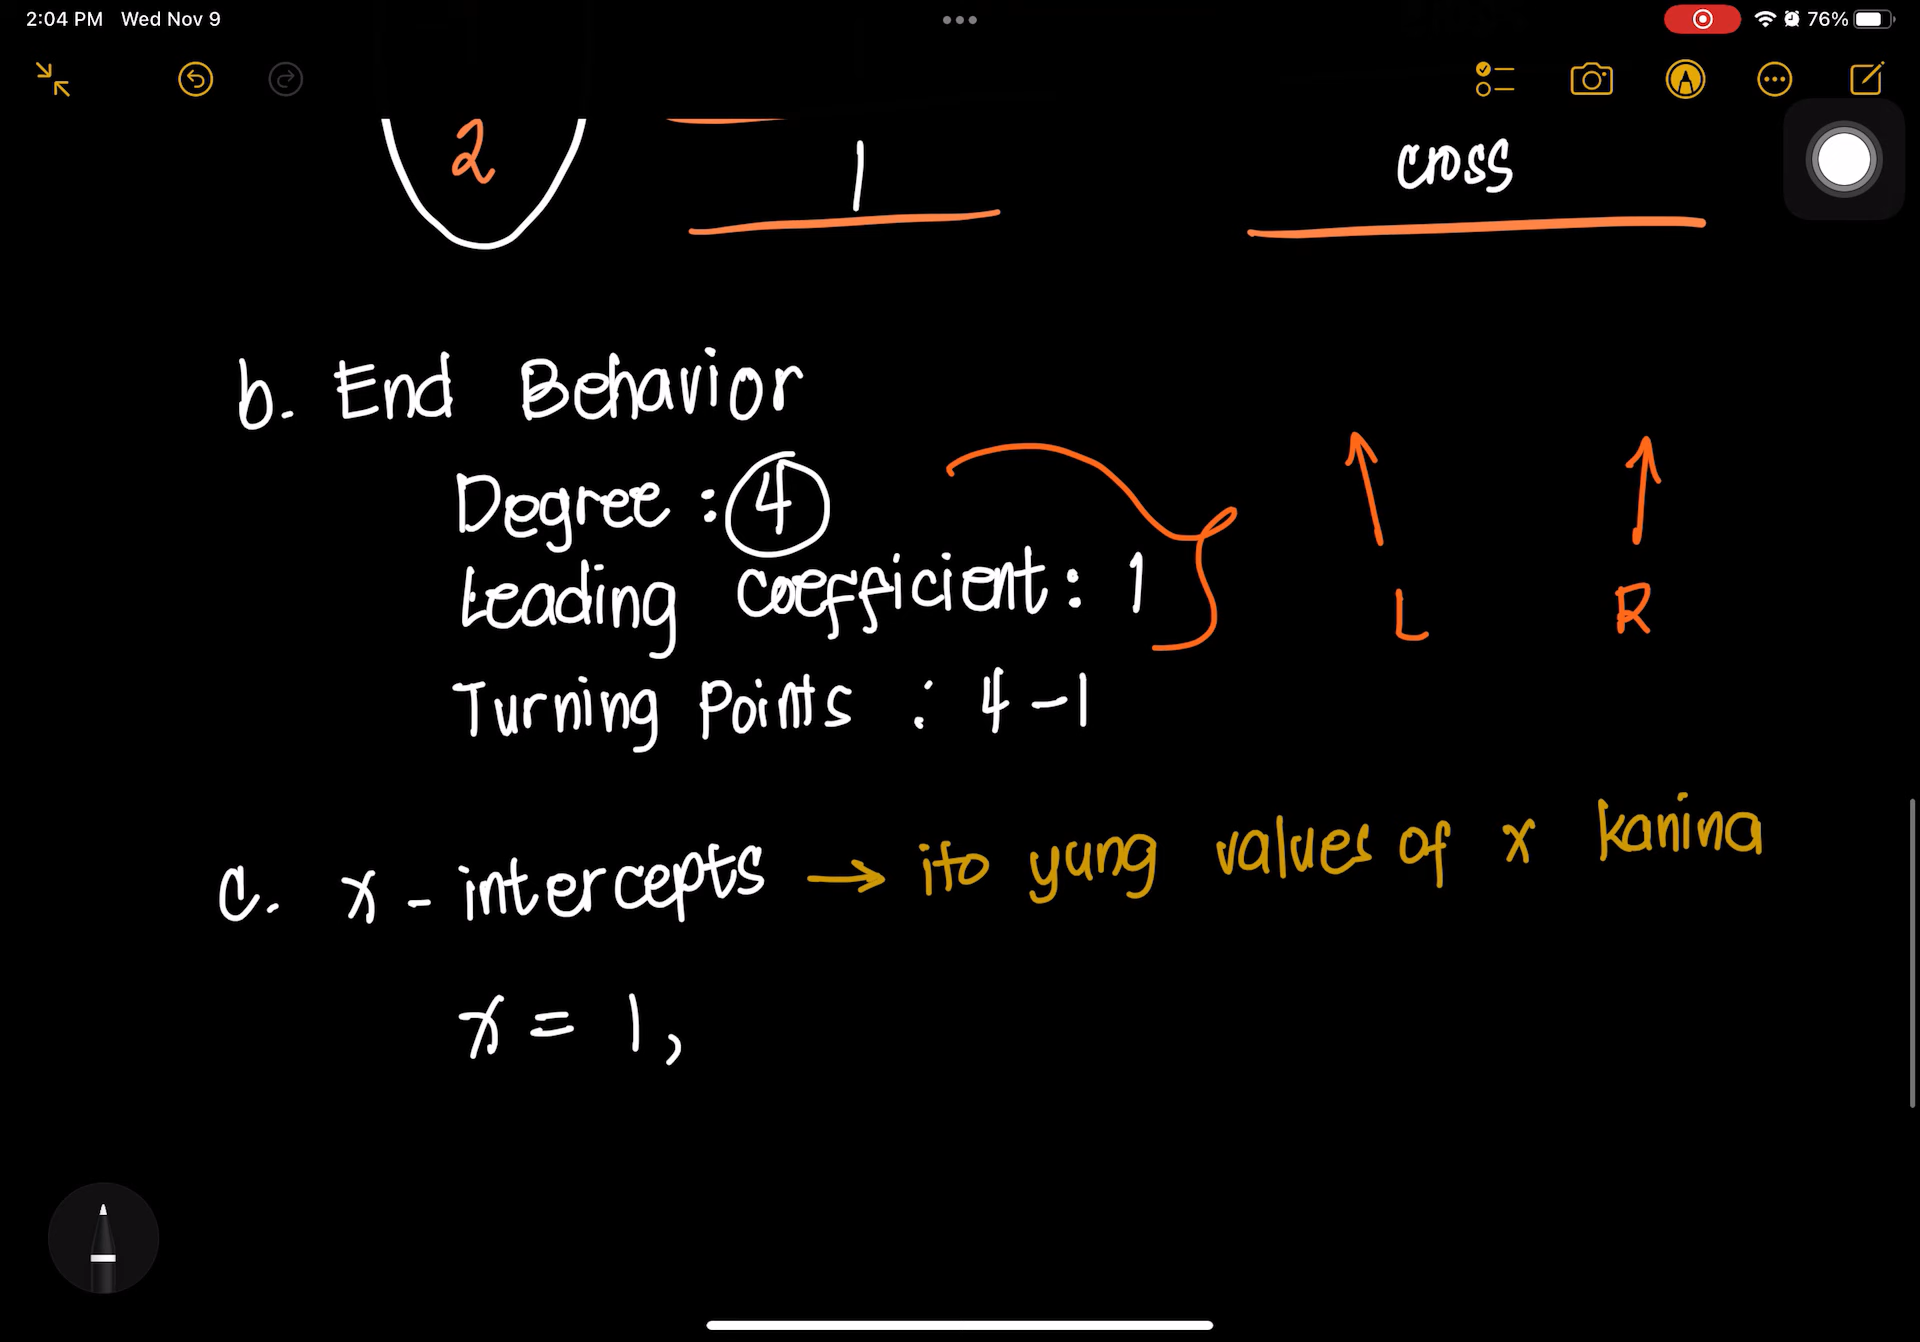 2:04 PM Wed Nov 9 76%
2 1 cross
b. End Behavior
Degree : 4
Leading coefficient : 1
L R
Turning Points : 4 - 1
c. x - intercepts → ito yung values of x kanina
x = 1,